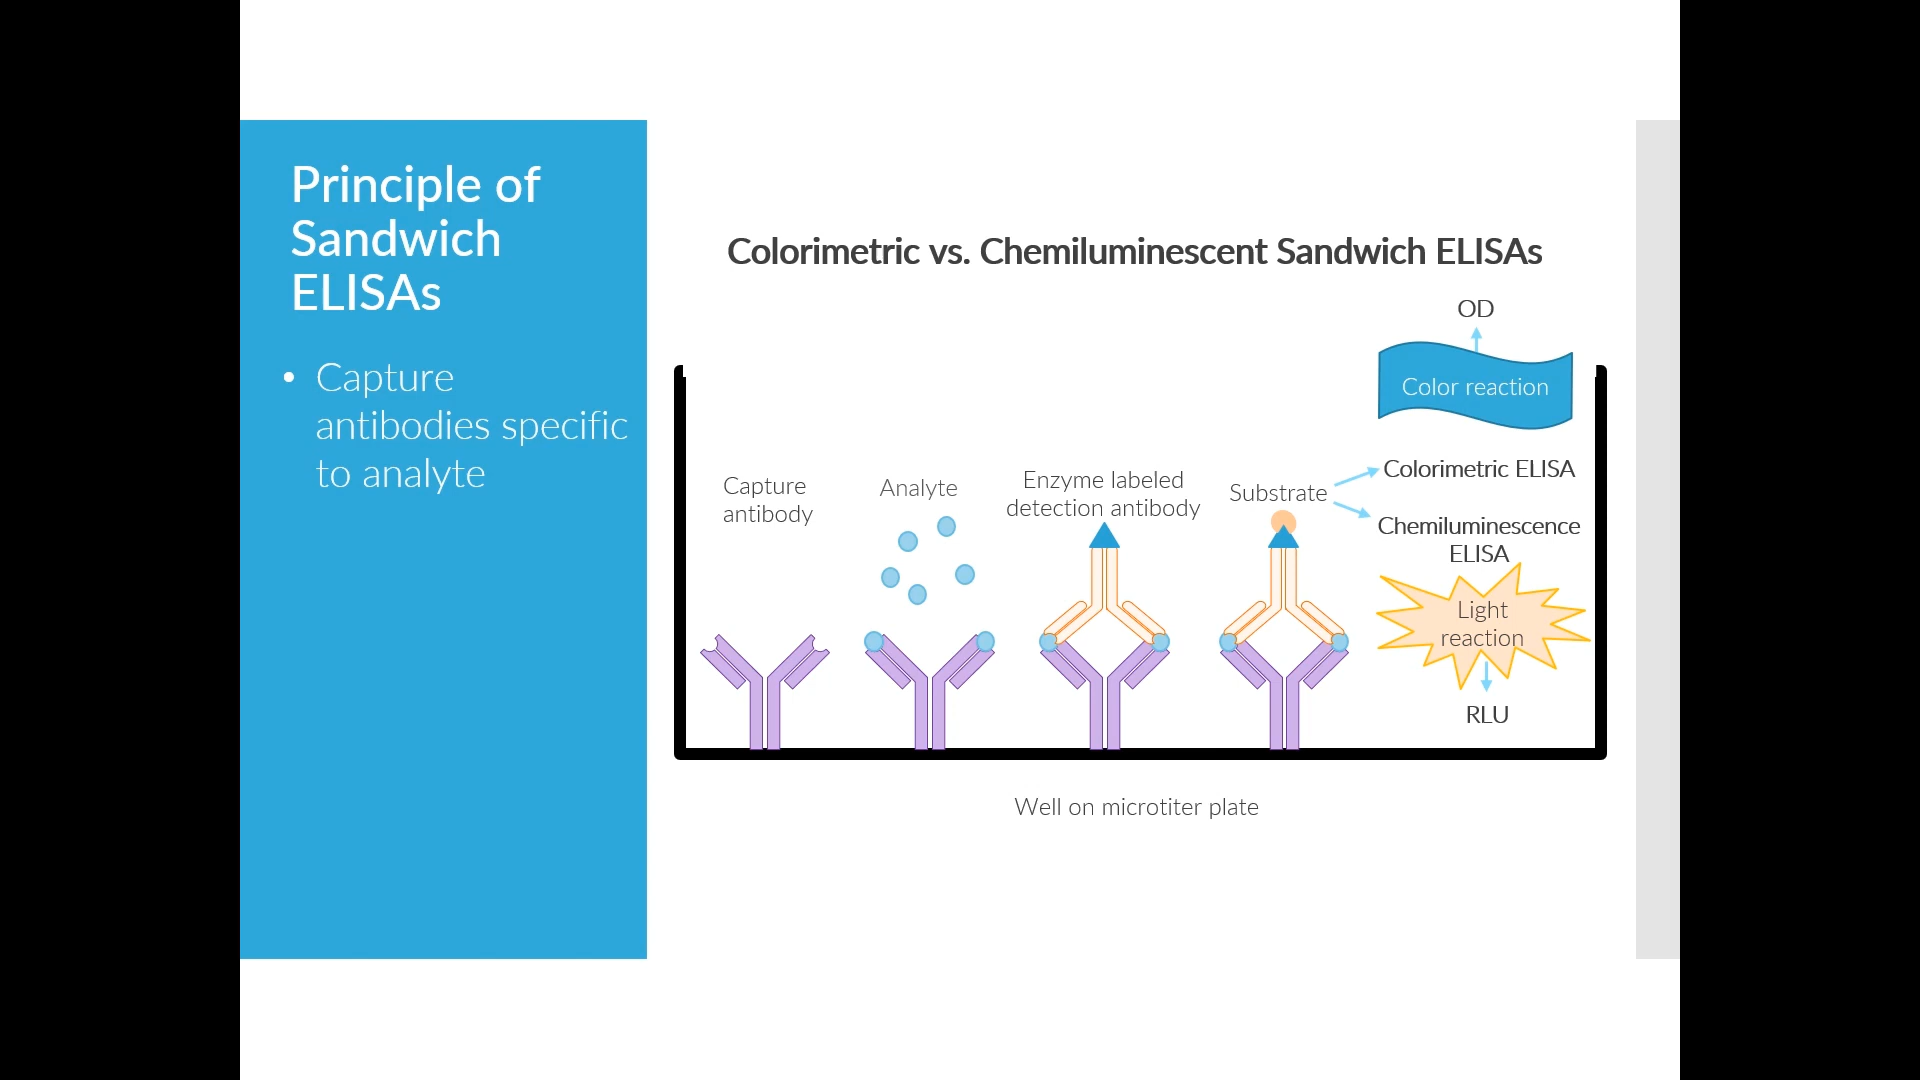 Principle of
Sandwich
ELISAs
• Capture
antibodies specific
to analyte
Colorimetric vs. Chemiluminescent Sandwich ELISAs
OD
Color reaction
Capture
antibody
Analyte
Enzyme labeled
detection antibody
Substrate
Colorimetric ELISA
Chemiluminescence
ELISA
Light
reaction
RLU
Well on microtiter plate